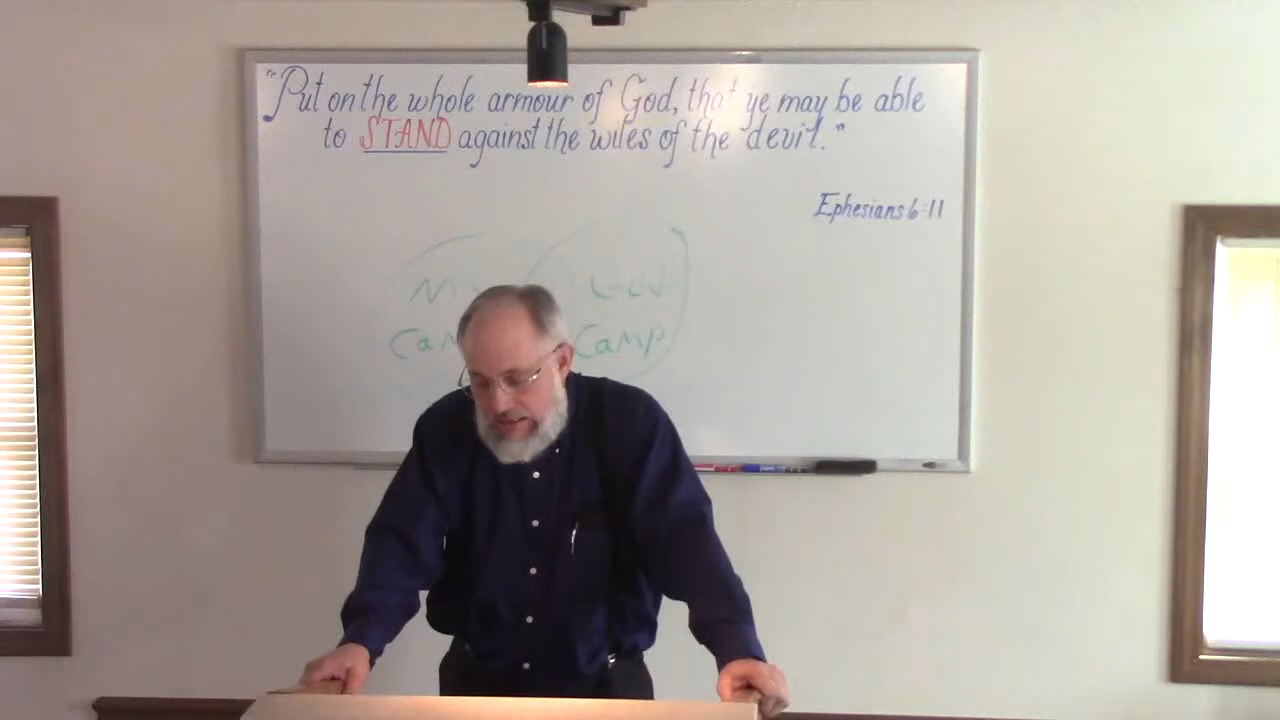 "Put on the whole armour of God, that ye may be able
to STAND against the wiles of the devil."
Ephesians 6:11
Camp